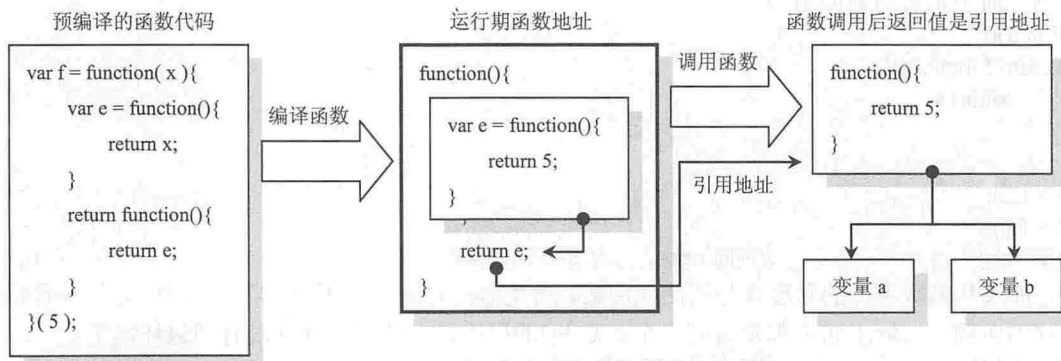 预编译的函数代码
var f = function( x ){
var e = function(){
return x;
}
return function(){
return e;
}
}( 5 );
编译函数
运行期函数地址
function(){
var e = function(){
return 5;
}
return e;
}
调用函数
引用地址
函数调用后返回值是引用地址
function(){
return 5;
}
变量 a
变量 b